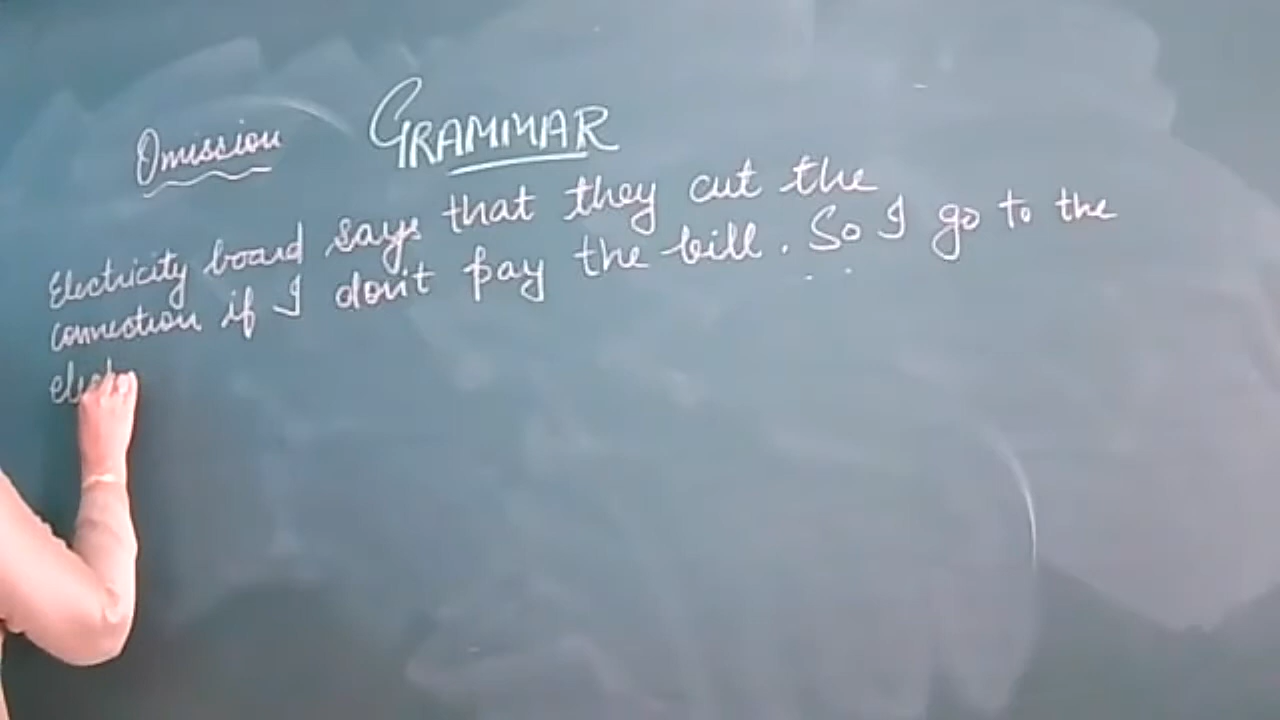 Omission
GRAMMAR
Electricity board says that they cut the
connection if I don't pay the bill. So I go to the